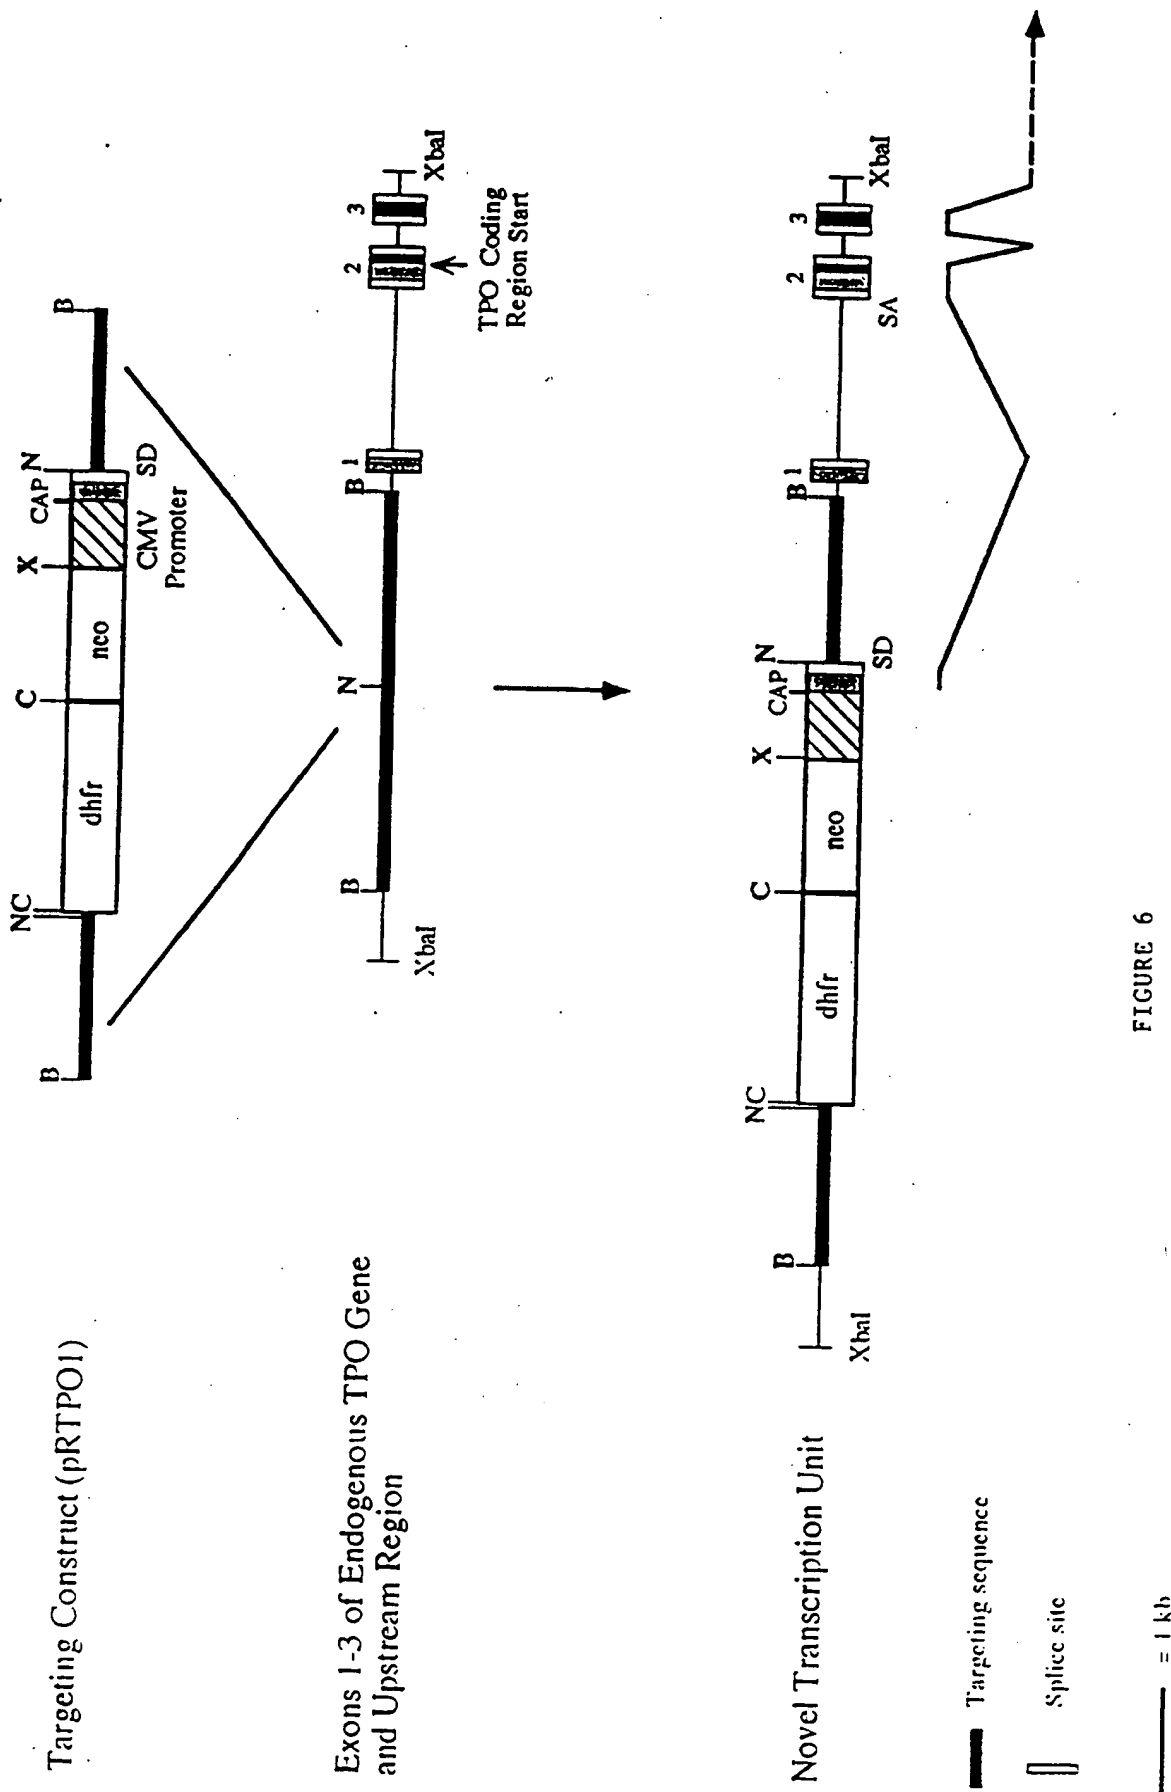 Targeting Construct (pRTPO1)
B
NC
C
X
CAP
N
B
dhfr
neo
CMV
Promoter
SD
Exons 1-3 of Endogenous TPO Gene
and Upstream Region
XbaI
B
N
B
1
2
3
XbaI
TPO Coding
Region Start
Novel Transcription Unit
XbaI
B
NC
C
X
CAP
N
B
1
2
3
XbaI
dhfr
neo
SD
SA
Targeting sequence
Splice site
= 1 kb
FIGURE 6